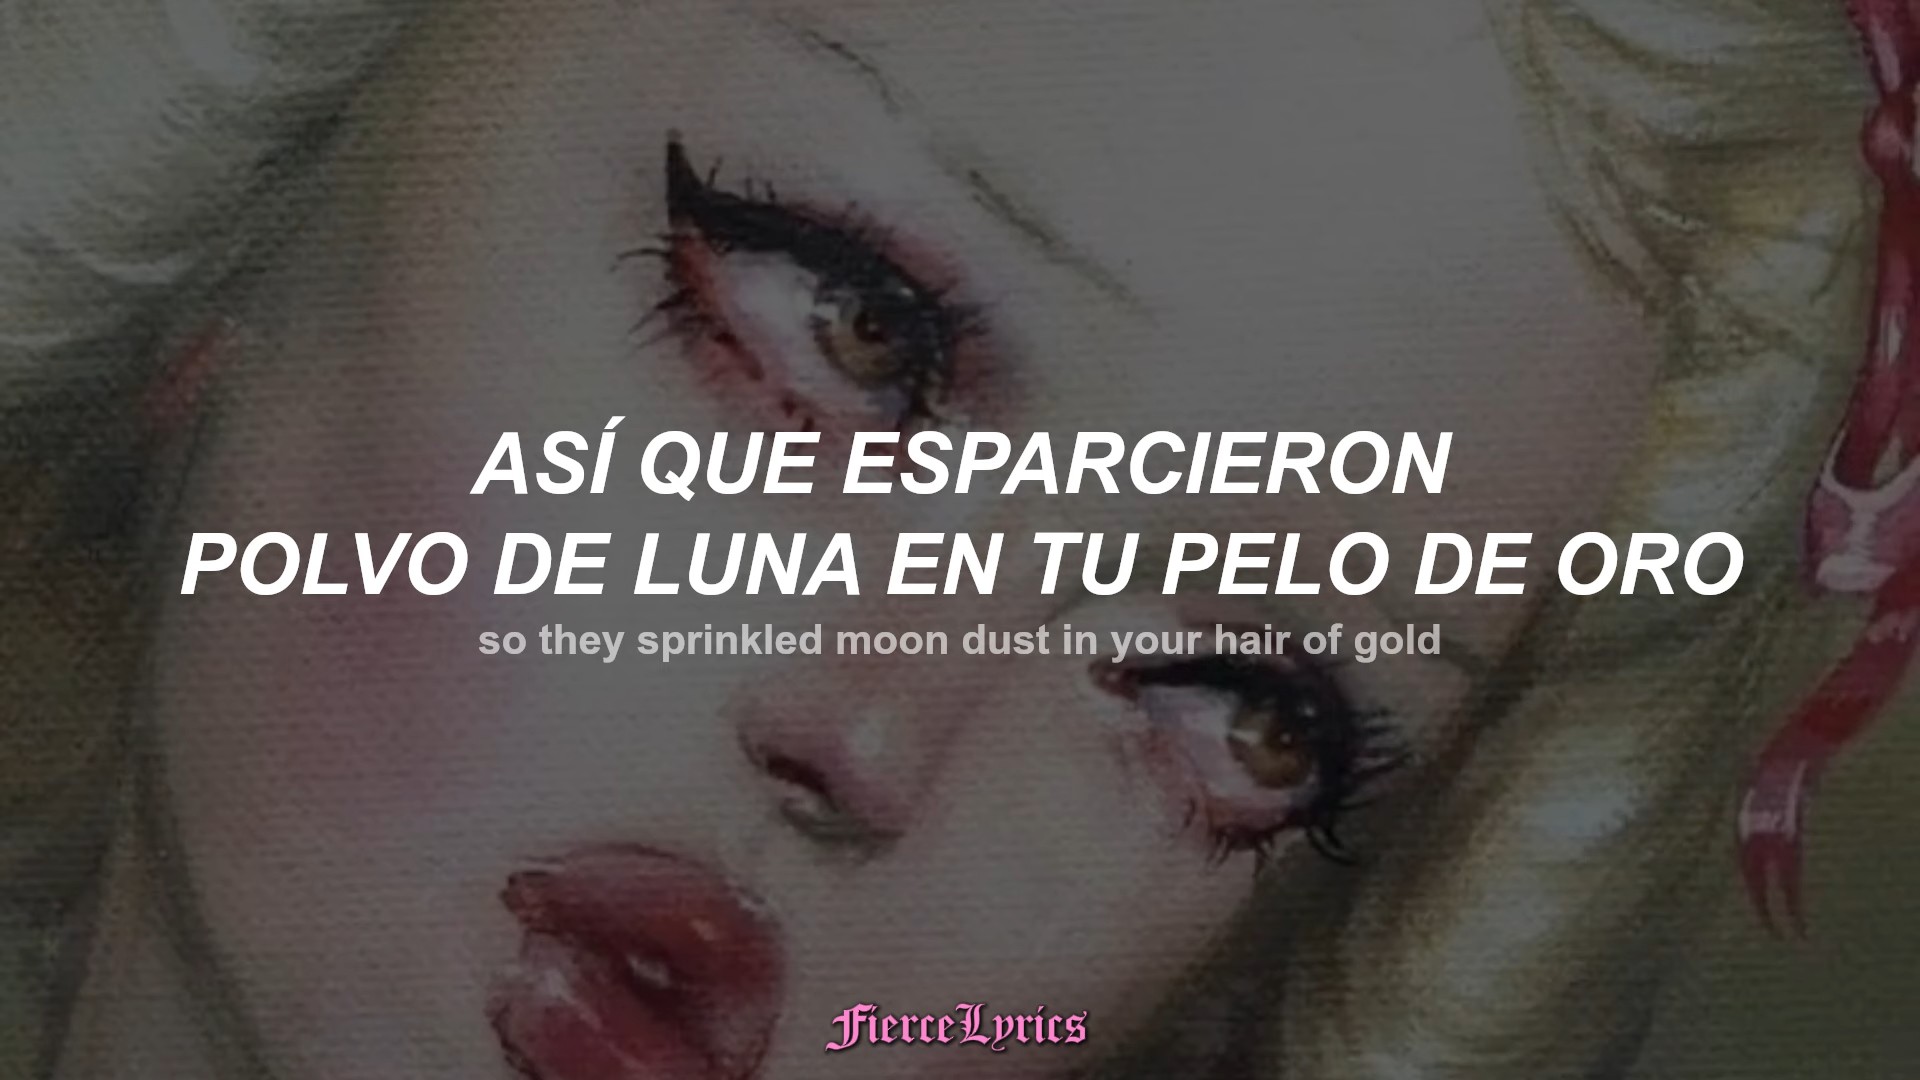 ASÍ QUE ESPARCIERON
POLVO DE LUNA EN TU PELO DE ORO
so they sprinkled moon dust in your hair of gold
FierceLyrics